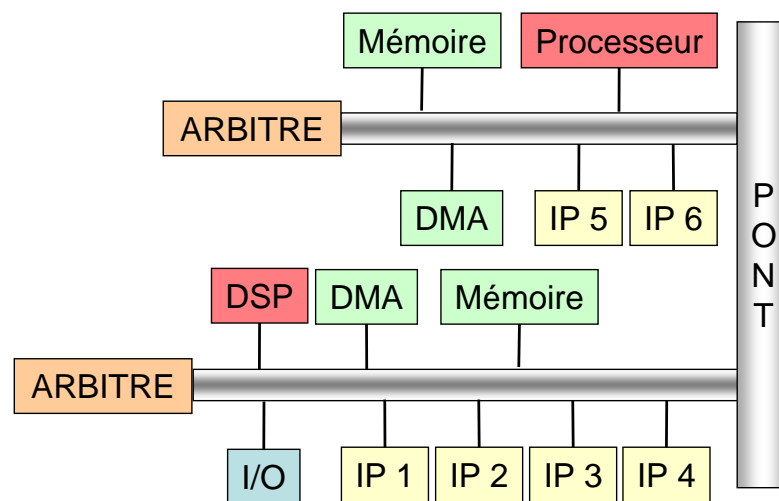 Mémoire
Processeur
ARBITRE
DMA
IP 5
IP 6
PONT
DSP
DMA
Mémoire
ARBITRE
I/O
IP 1
IP 2
IP 3
IP 4